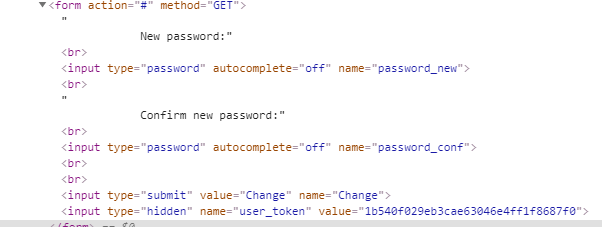 ▼<form action="#" method="GET">
"
New password:"
<br>
<input type="password" autocomplete="off" name="password_new">
<br>
"
Confirm new password:"
<br>
<input type="password" autocomplete="off" name="password_conf">
<br>
<br>
<input type="submit" value="Change" name="Change">
<input type="hidden" name="user_token" value="1b540f029eb3cae63046e4ff1f8687f0">
</form> == $0